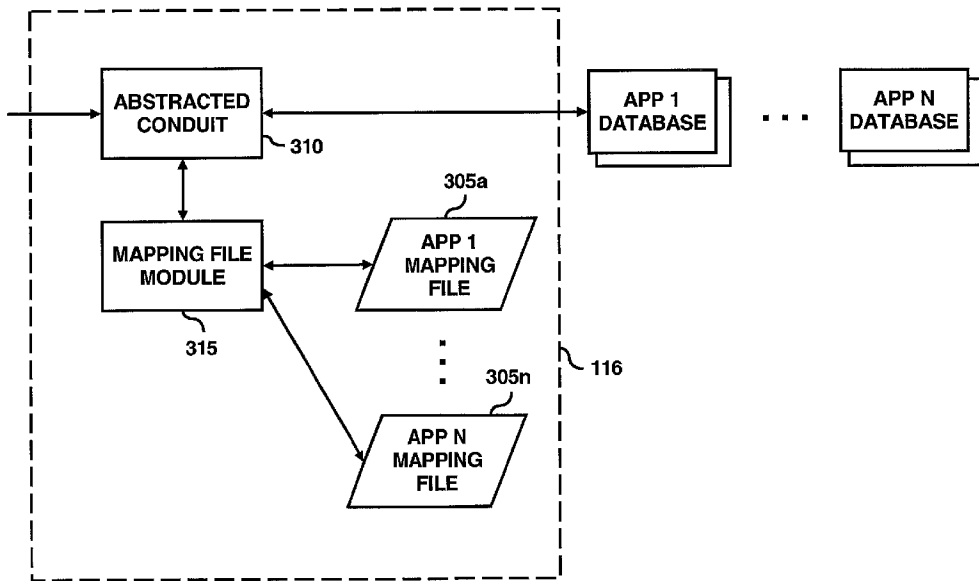 ABSTRACTED
CONDUIT
310
APP 1
DATABASE
APP N
DATABASE
MAPPING FILE
MODULE
315
305a
APP 1
MAPPING
FILE
116
305n
APP N
MAPPING
FILE